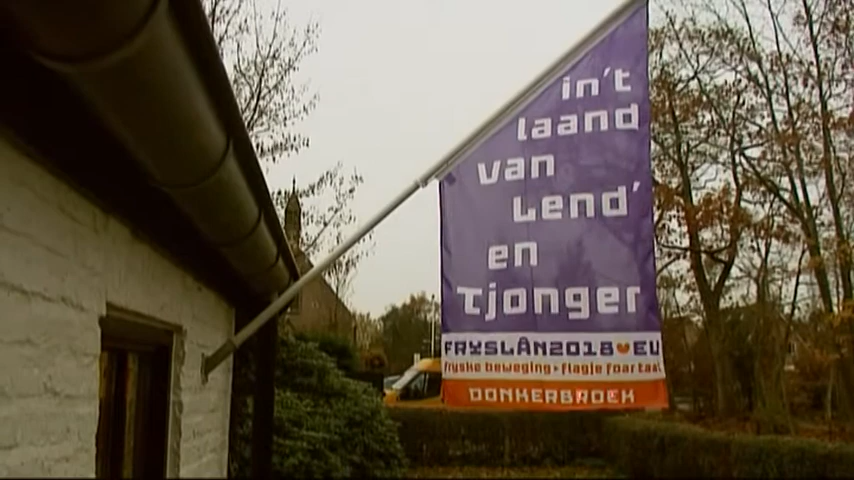 in't
laand
van
Lend'
en
Tjonger
FRYSLÂN2018 EU
fryske beweging • flagje foar taal
DONKERBROEK